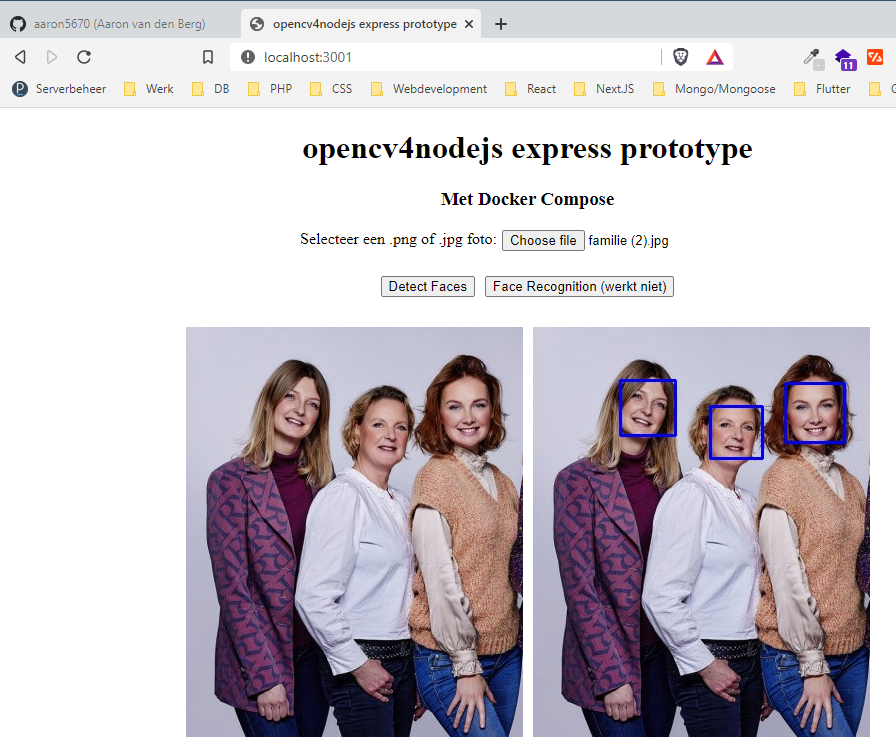 aaron5670 (Aaron van den Berg)
opencv4nodejs express prototype
localhost:3001
11
P Serverbeheer Werk DB PHP CSS Webdevelopment React Next.JS Mongo/Mongoose Flutter
opencv4nodejs express prototype
Met Docker Compose
Selecteer een .png of .jpg foto: Choose file familie (2).jpg
Detect Faces Face Recognition (werkt niet)